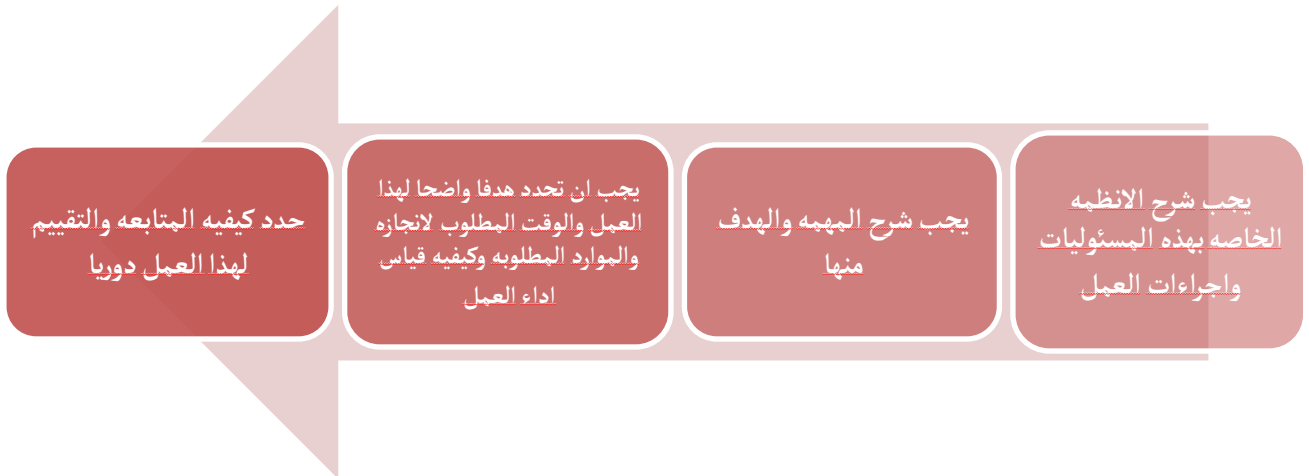 يجب شرح الانظمه
الخاصه بهذه المسئوليات
واجراءات العمل
يجب شرح المهمه والهدف
منها
يجب ان تحدد هدفا واضحا لهذا
العمل والوقت المطلوب لانجازه
والموارد المطلوبه وكيفيه قياس
اداء العمل
حدد كيفيه المتابعه والتقييم
لهذا العمل دوريا